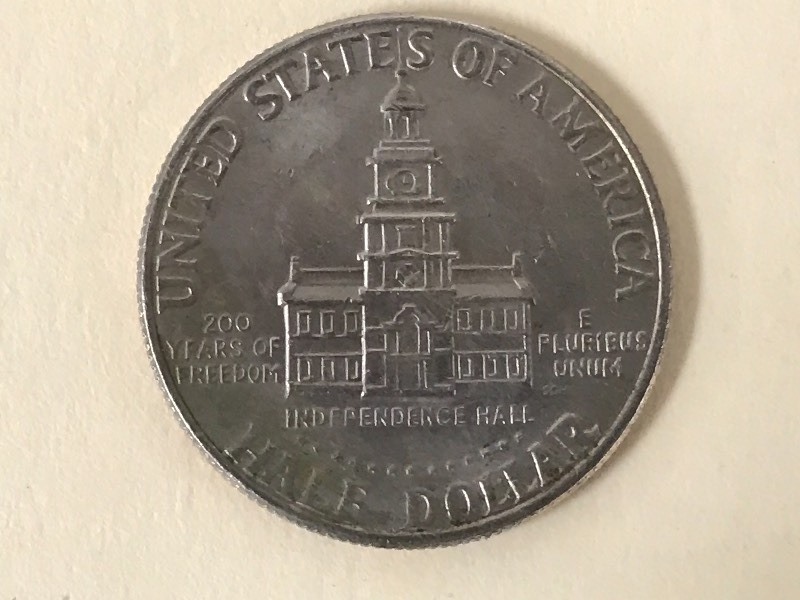 UNITED STATES OF AMERICA
200
YEARS OF
FREEDOM
E
PLURIBUS
UNUM
INDEPENDENCE HALL
HALF DOLLAR